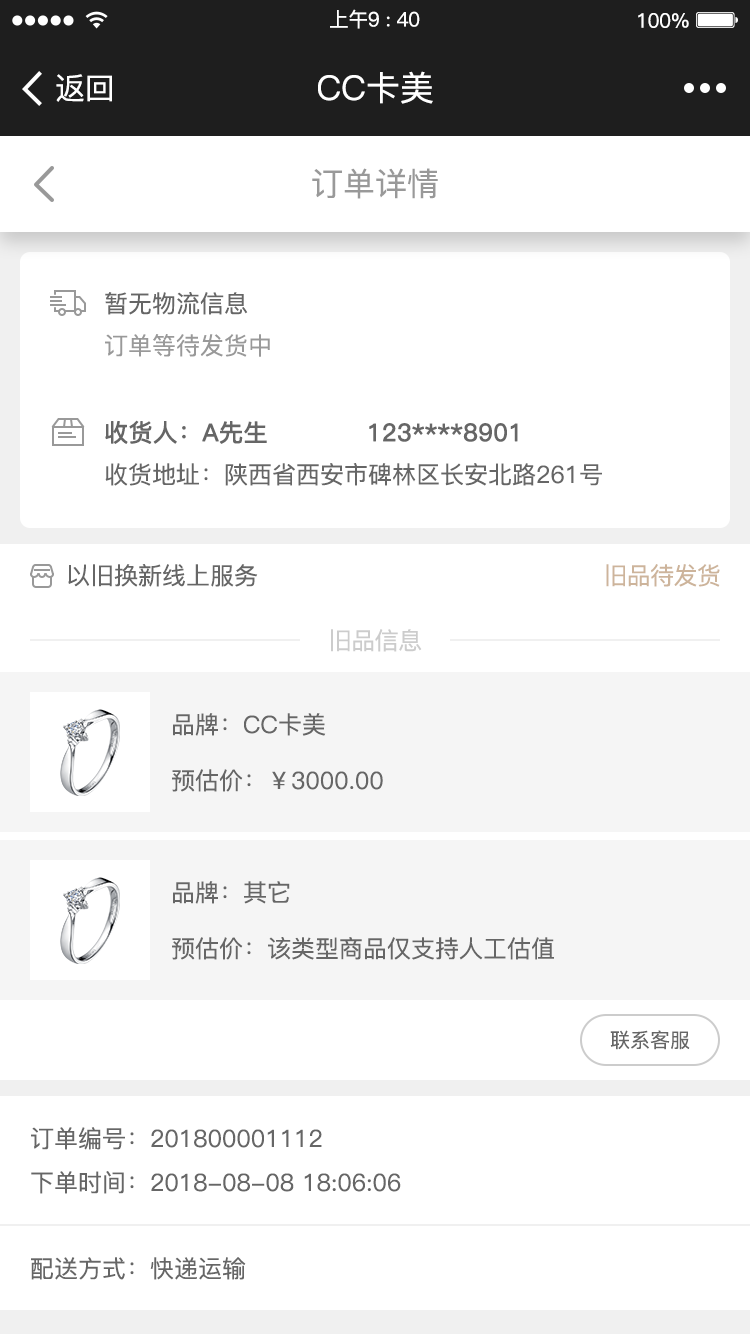 上午9 : 40
100%
返回
CC卡美
订单详情
暂无物流信息
订单等待发货中
收货人：A先生 123****8901
收货地址：陕西省西安市碑林区长安北路261号
以旧换新线上服务
旧品待发货
旧品信息
品牌：CC卡美
预估价：￥3000.00
品牌：其它
预估价：该类型商品仅支持人工估值
联系客服
订单编号：201800001112
下单时间：2018-08-08 18:06:06
配送方式：快递运输